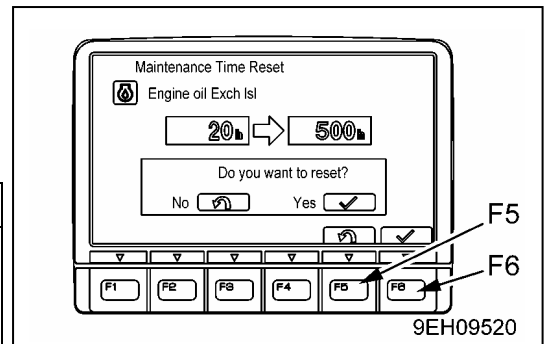 Maintenance Time Reset
Engine oil Exch Isl
20h 500h
Do you want to reset?
No Yes
F5
F6
F1 F2 F3 F4 F5 F6
9EH09520